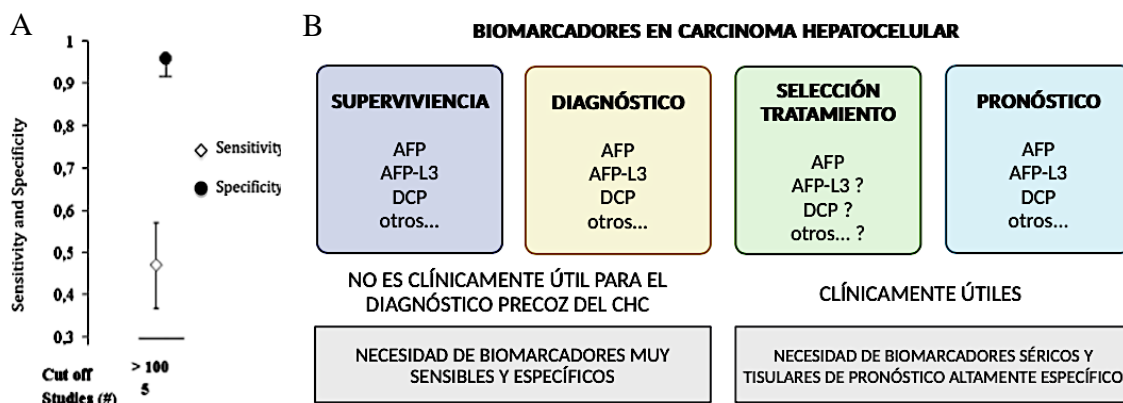 A
1
0,9
0,8
0,7
0,6
0,5
0,4
0,3
Sensitivity and Specificity
Sensitivity
Specificity
Cut off > 100
Studies (#) 5
B
BIOMARCADORES EN CARCINOMA HEPATOCELULAR
SUPERVIVIENCIA
AFP
AFP-L3
DCP
otros...
DIAGNÓSTICO
AFP
AFP-L3
DCP
otros...
SELECCIÓN
TRATAMIENTO
AFP
AFP-L3 ?
DCP ?
otros... ?
PRONÓSTICO
AFP
AFP-L3
DCP
otros...
NO ES CLÍNICAMENTE ÚTIL PARA EL
DIAGNÓSTICO PRECOZ DEL CHC
CLÍNICAMENTE ÚTILES
NECESIDAD DE BIOMARCADORES MUY
SENSIBLES Y ESPECÍFICOS
NECESIDAD DE BIOMARCADORES SÉRICOS Y
TISULARES DE PRONÓSTICO ALTAMENTE ESPECÍFICO